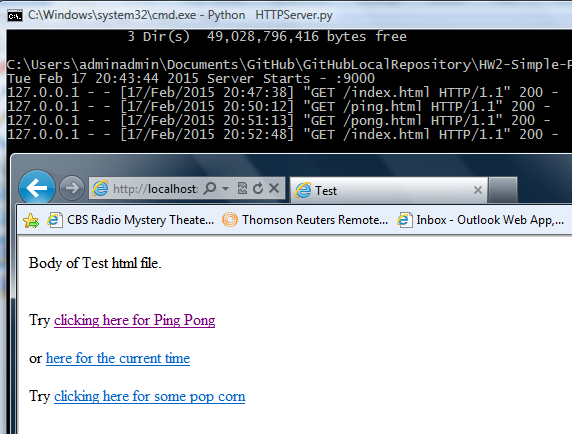 C:\Windows\system32\cmd.exe - Python  HTTPServer.py
3 Dir(s)  49,028,796,416 bytes free
C:\Users\adminadmin\Documents\GitHub\GitHubLocalRepository\HW2-Simple-P
Tue Feb 17 20:43:44 2015 Server Starts - :9000
127.0.0.1 - - [17/Feb/2015 20:47:38] "GET /index.html HTTP/1.1" 200 -
127.0.0.1 - - [17/Feb/2015 20:50:12] "GET /ping.html HTTP/1.1" 200 -
127.0.0.1 - - [17/Feb/2015 20:51:13] "GET /pong.html HTTP/1.1" 200 -
127.0.0.1 - - [17/Feb/2015 20:52:48] "GET /index.html HTTP/1.1" 200 -
http://localhost: Test
CBS Radio Mystery Theate... Thomson Reuters Remote... Inbox - Outlook Web App,...
Body of Test html file.
Try clicking here for Ping Pong
or here for the current time
Try clicking here for some pop corn